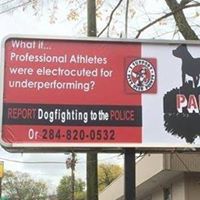 What if...
Professional Athletes
were electrocuted for
underperforming?
REPORT Dogfighting to the POLICE
Or 284-820-0532
PA